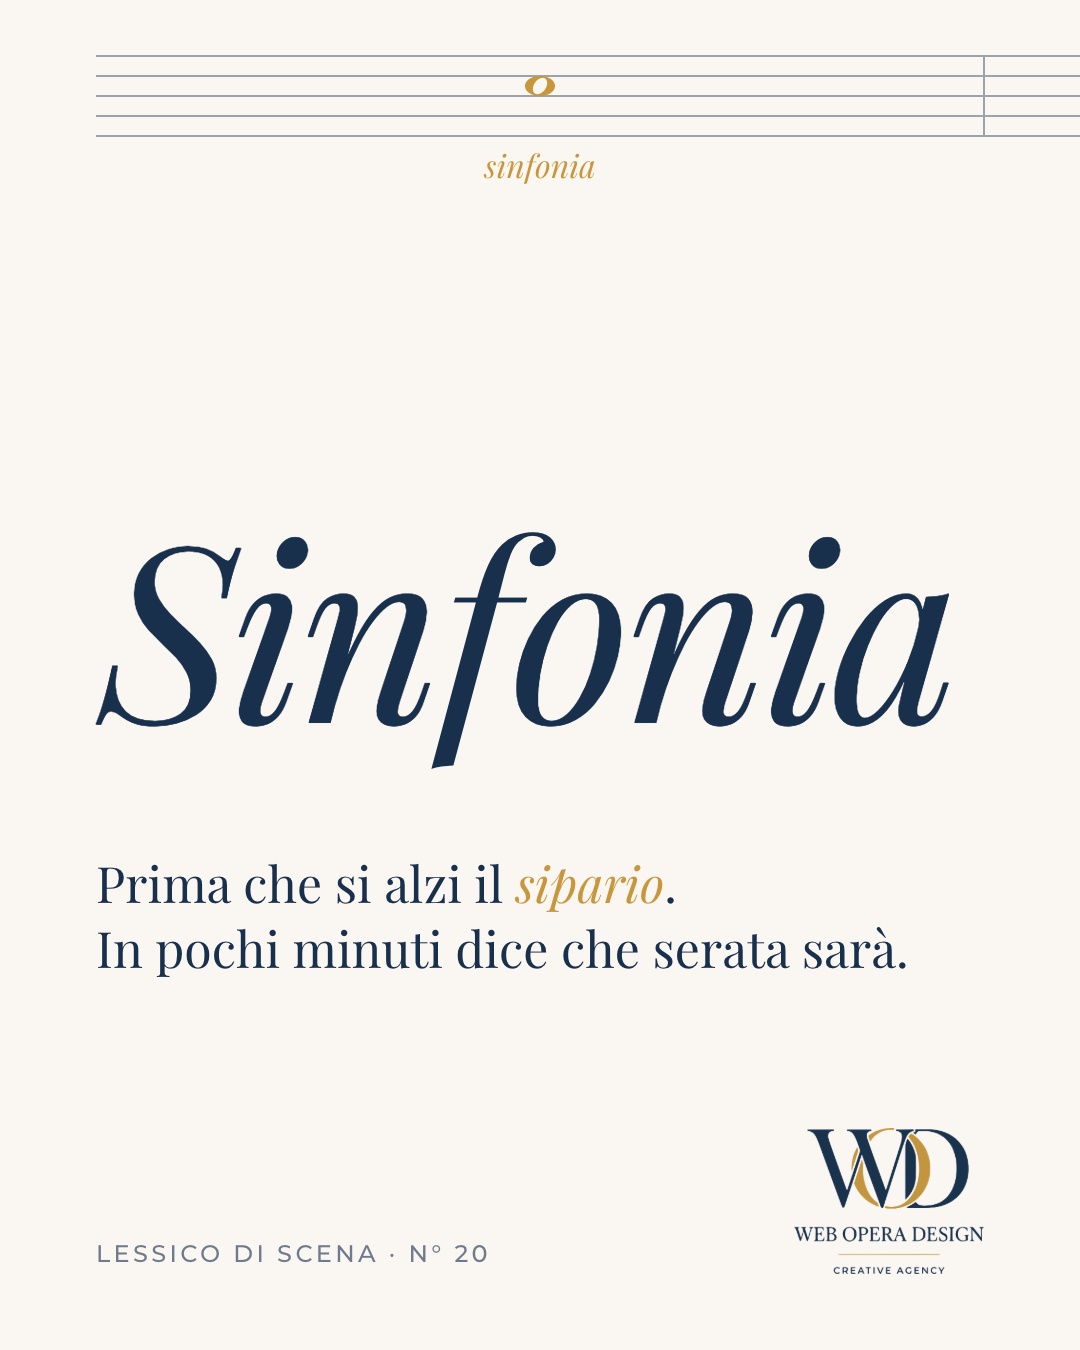 sinfonia
Sinfonia
Prima che si alzi il sipario.
In pochi minuti dice che serata sarà.
LESSICO DI SCENA · N° 20
WOD
WEB OPERA DESIGN
CREATIVE AGENCY